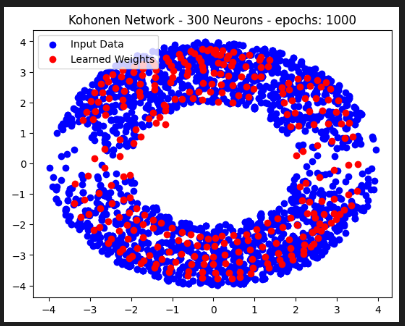 Kohonen Network - 300 Neurons - epochs: 1000
Input Data
Learned Weights
4
3
2
1
0
−1
−2
−3
−4
−4 −3 −2 −1 0 1 2 3 4